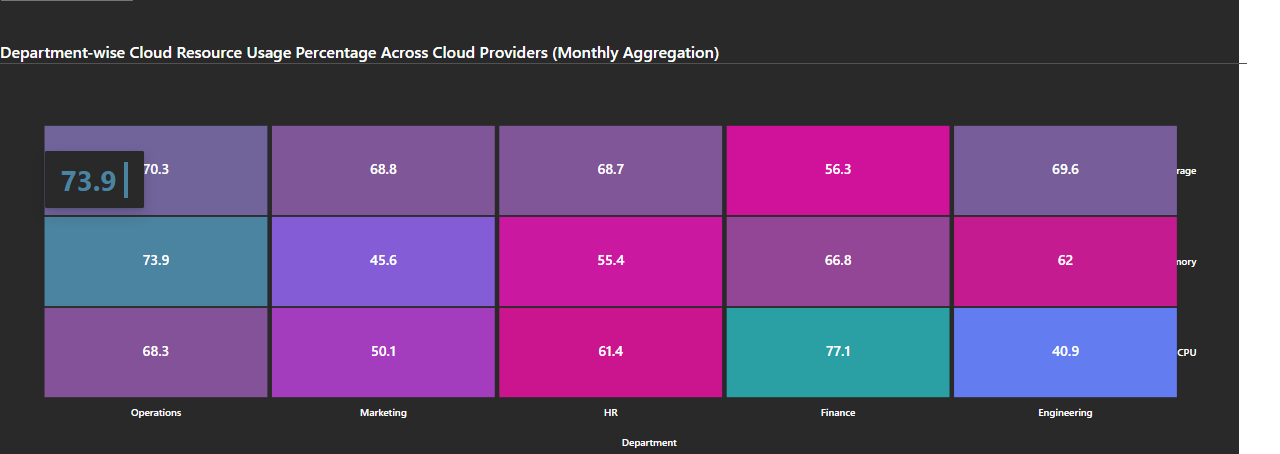 Department-wise Cloud Resource Usage Percentage Across Cloud Providers (Monthly Aggregation)
70.3 68.8 68.7 56.3 69.6
73.9
73.9 45.6 55.4 66.8 62
68.3 50.1 61.4 77.1 40.9 CPU
Operations Marketing HR Finance Engineering
Department